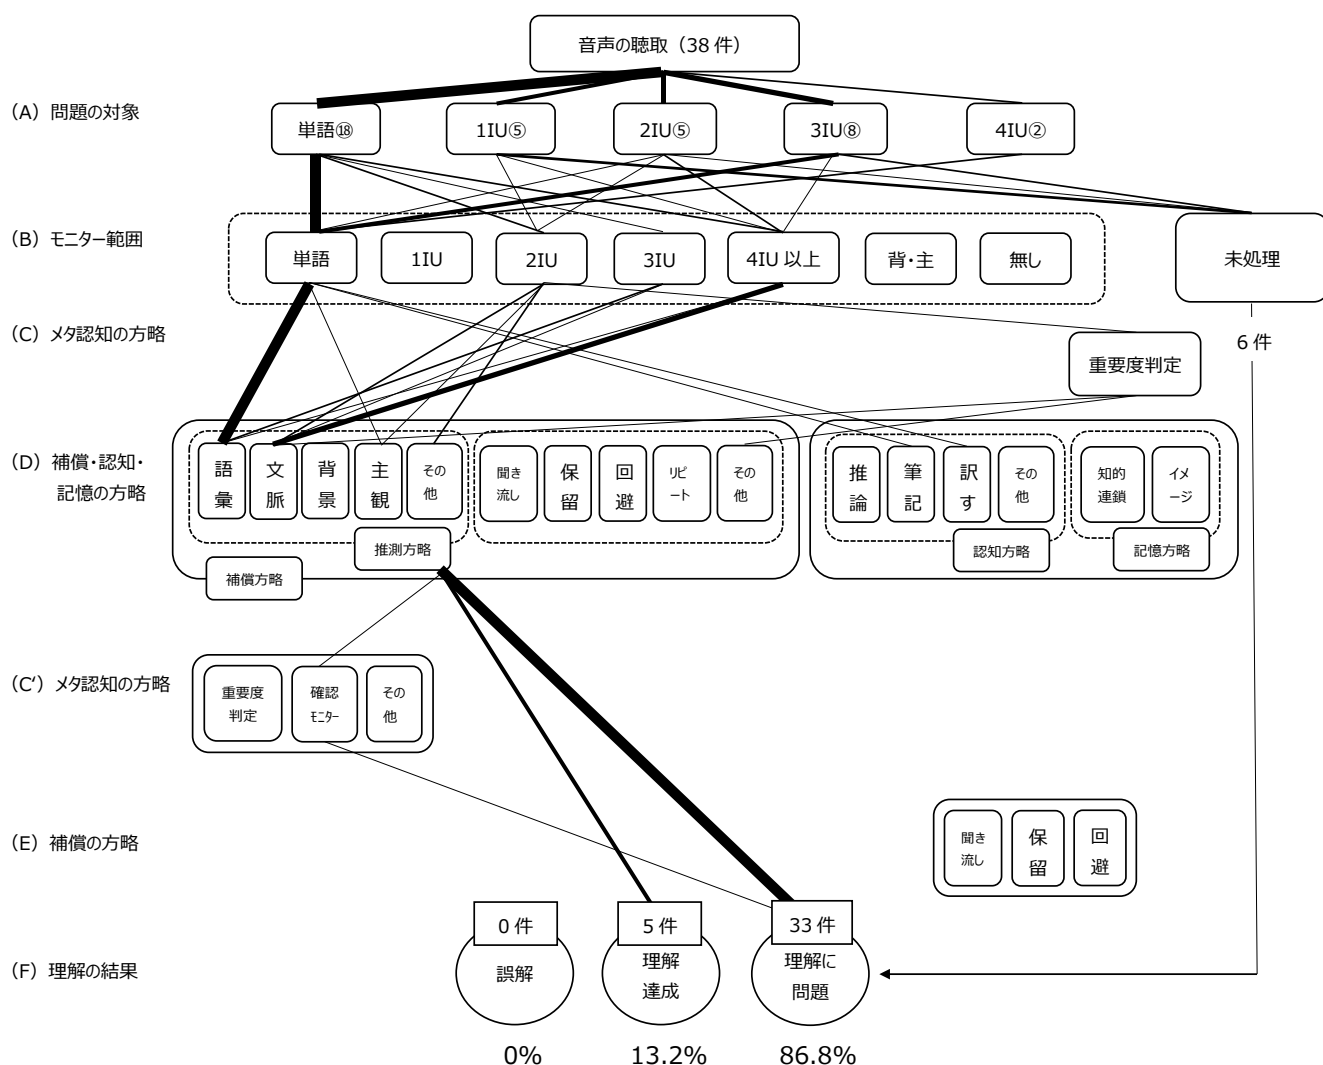 音声の聴取（38 件）
（A）問題の対象
単語⑱
1IU⑤
2IU⑤
3IU⑧
4IU②
（B）モニター範囲
単語
1IU
2IU
3IU
4IU 以上
背・主
無し
未処理
（C）メタ認知の方略
重要度判定
6 件
（D）補償・認知・
記憶の方略
語
彙
文
脈
背
景
主
観
その
他
聞き
流し
保
留
回
避
リピ
ート
その
他
推
論
筆
記
訳
す
その
他
知的
連鎖
イメ
ージ
推測方略
補償方略
認知方略
記憶方略
（C‘）メタ認知の方略
重要度
判定
確認
モニター
その
他
（E）補償の方略
聞き
流し
保
留
回
避
（F）理解の結果
0 件
誤解
5 件
理解
達成
33 件
理解に
問題
0%
13.2%
86.8%